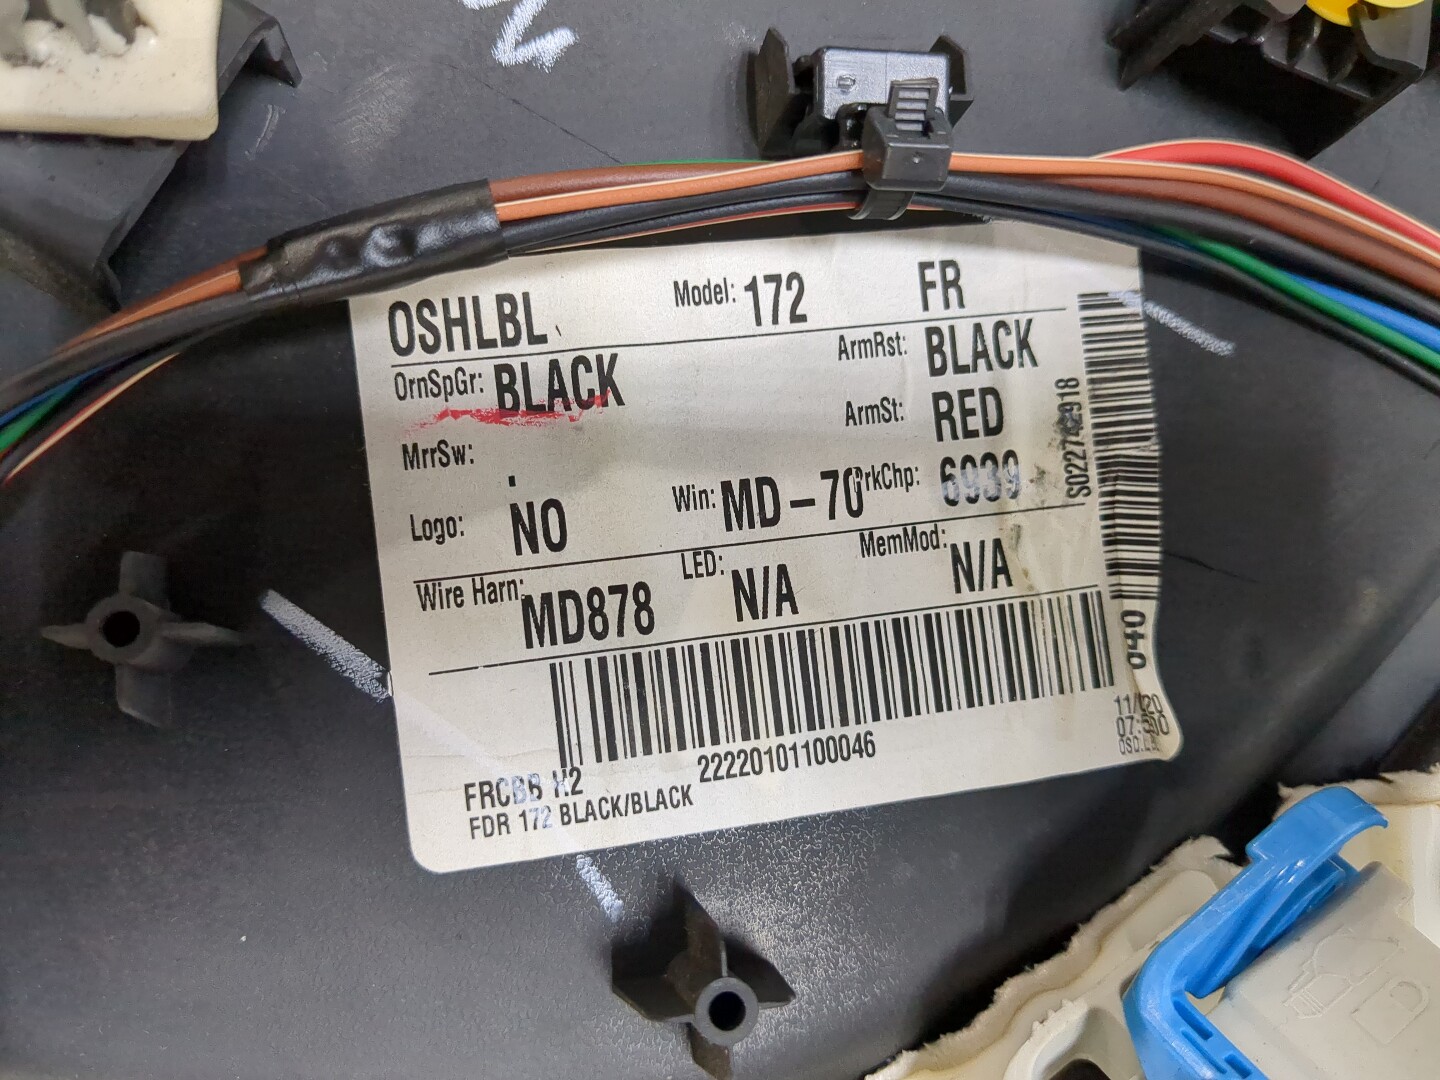 OSHLBL
Model: 172
FR
OrnSpGr: BLACK
ArmRst: BLACK
ArmSt: RED
MrrSw: .
Logo: NO
Win: MD-70
PrkChp: 6939
Wire Harn: MD878
LED: N/A
MemMod: N/A
22220101100046
FRCBB X2
FDR 172 BLACK/BLACK
040